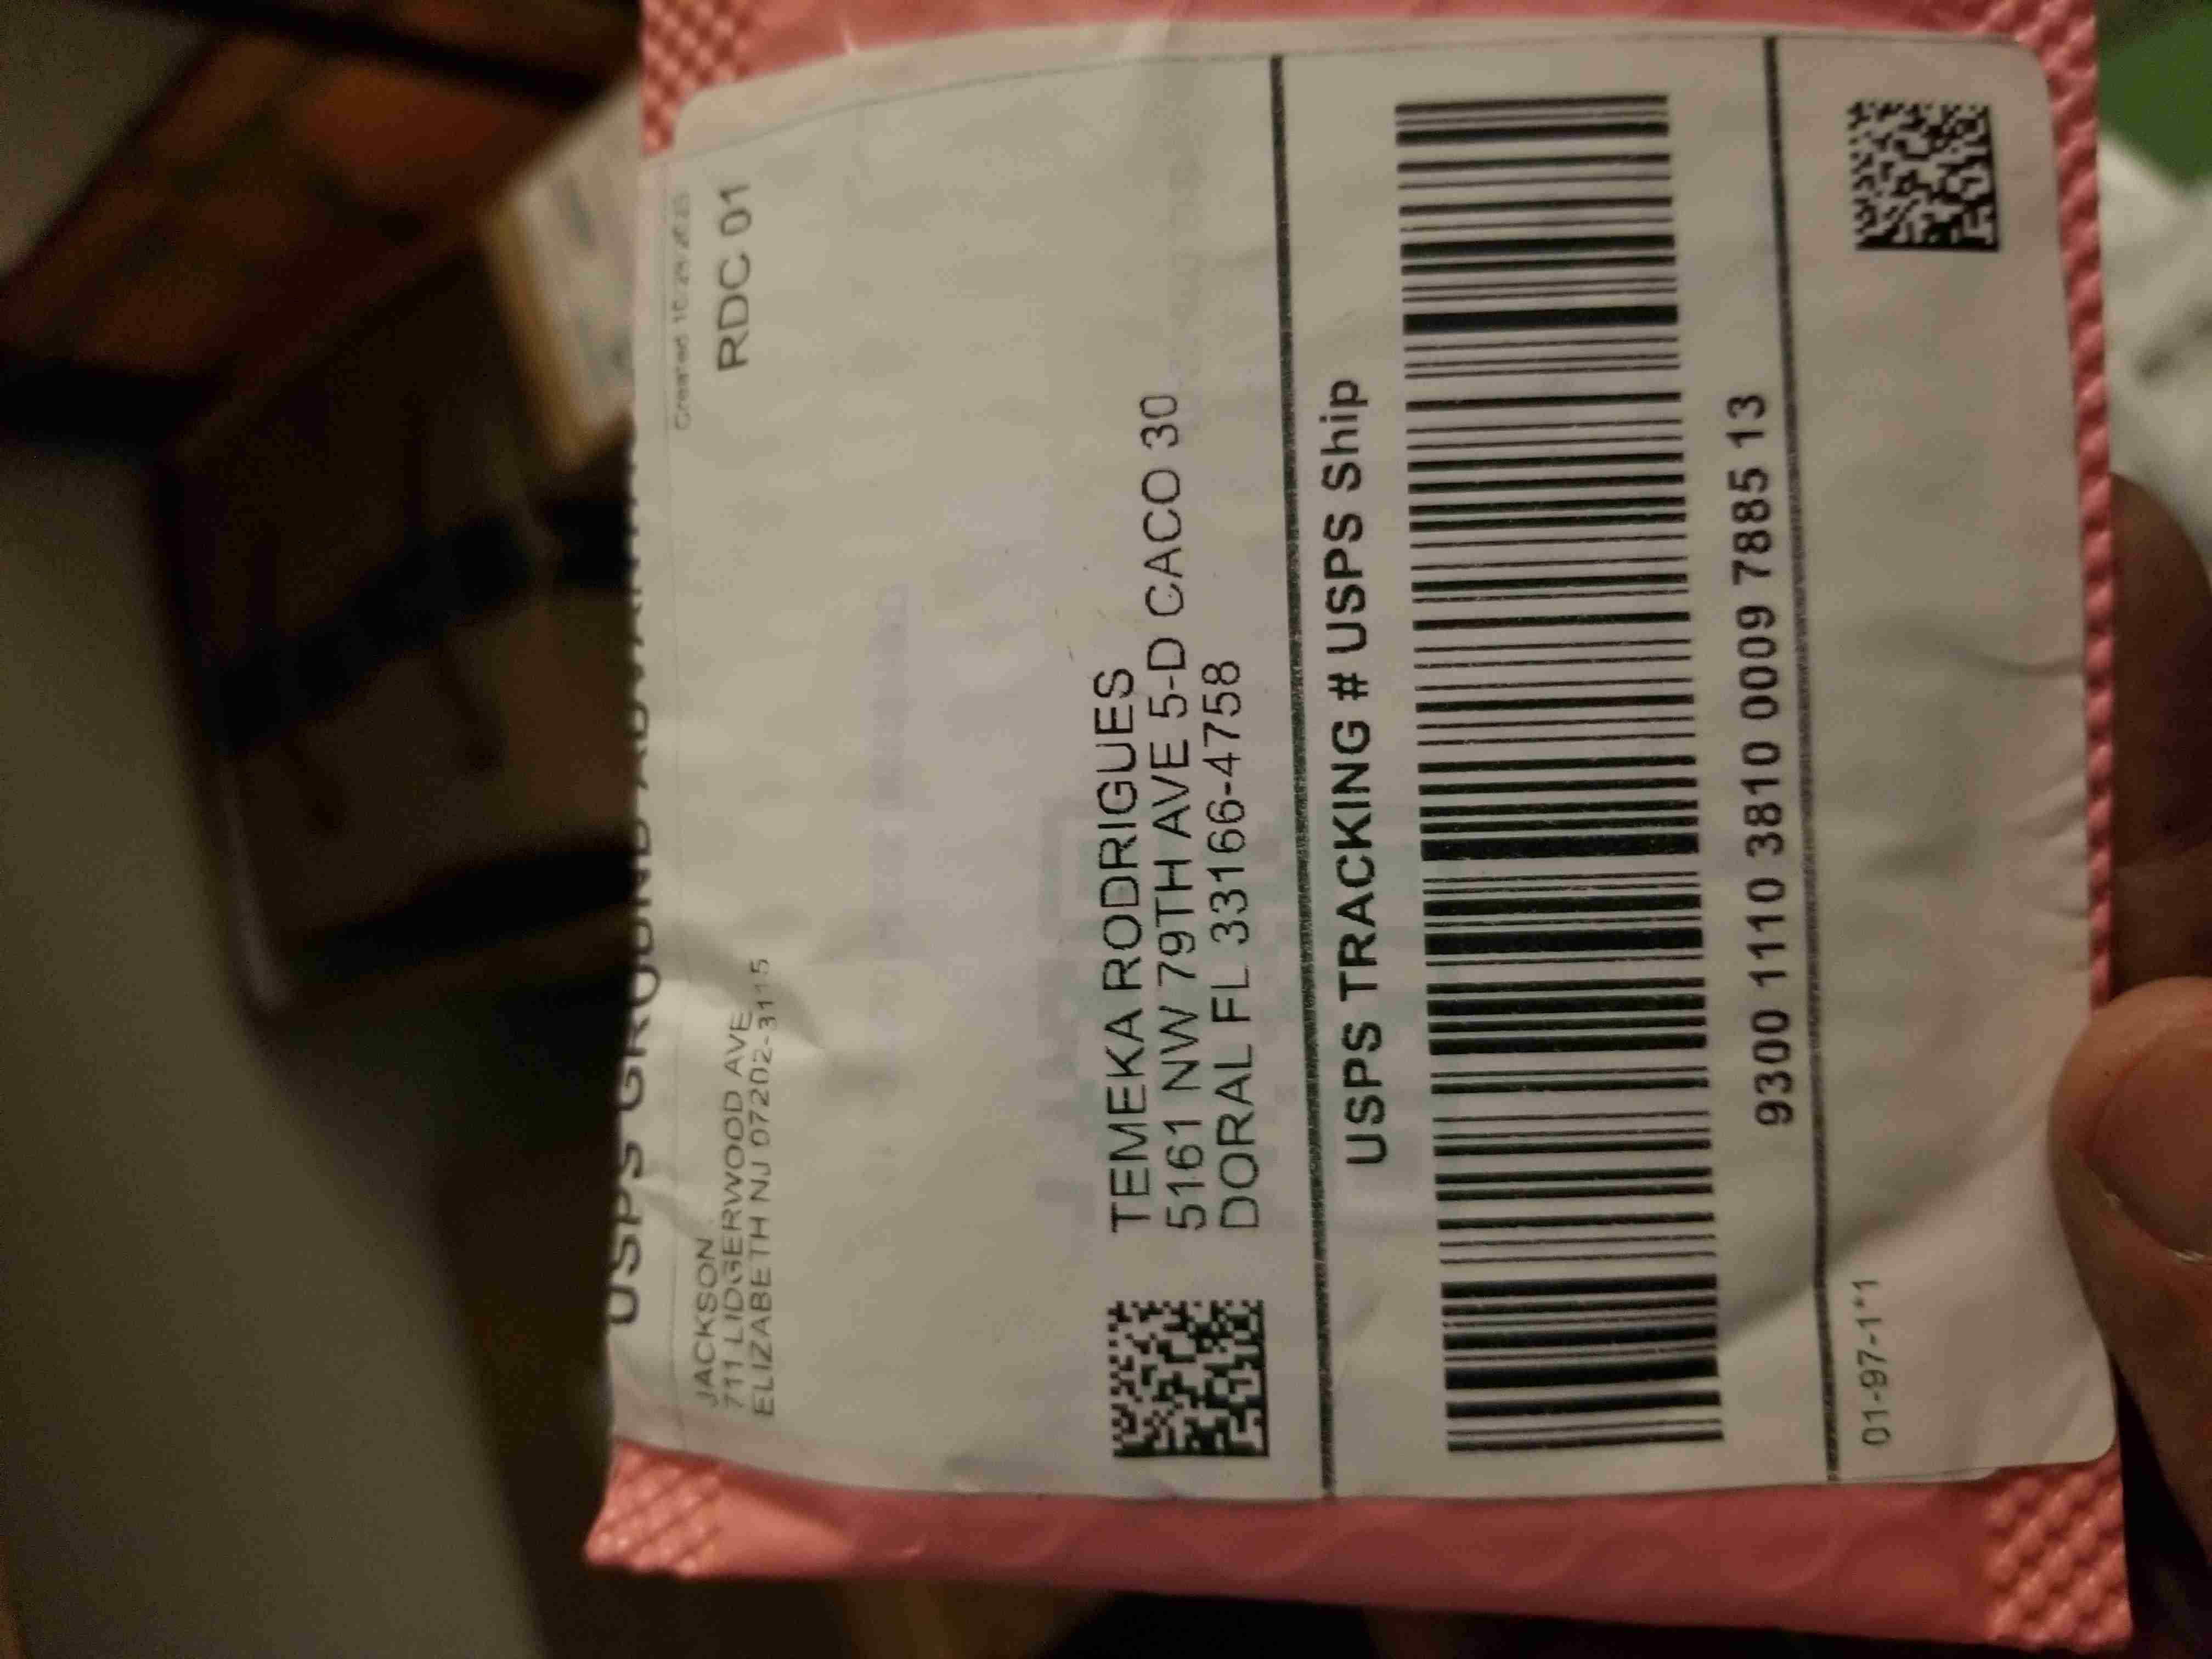 USPS GROUND ADVANTAGE
JACKSON
711 LIDGERWOOD AVE
ELIZABETH NJ 07202-3115
Created
RDC 01
TEMEKA RODRIGUES
5161 NW 79TH AVE 5-D CACO 30
DORAL FL 33166-4758
USPS TRACKING # USPS Ship
9300 1110 3810 0009 7885 13
01-97-1*1